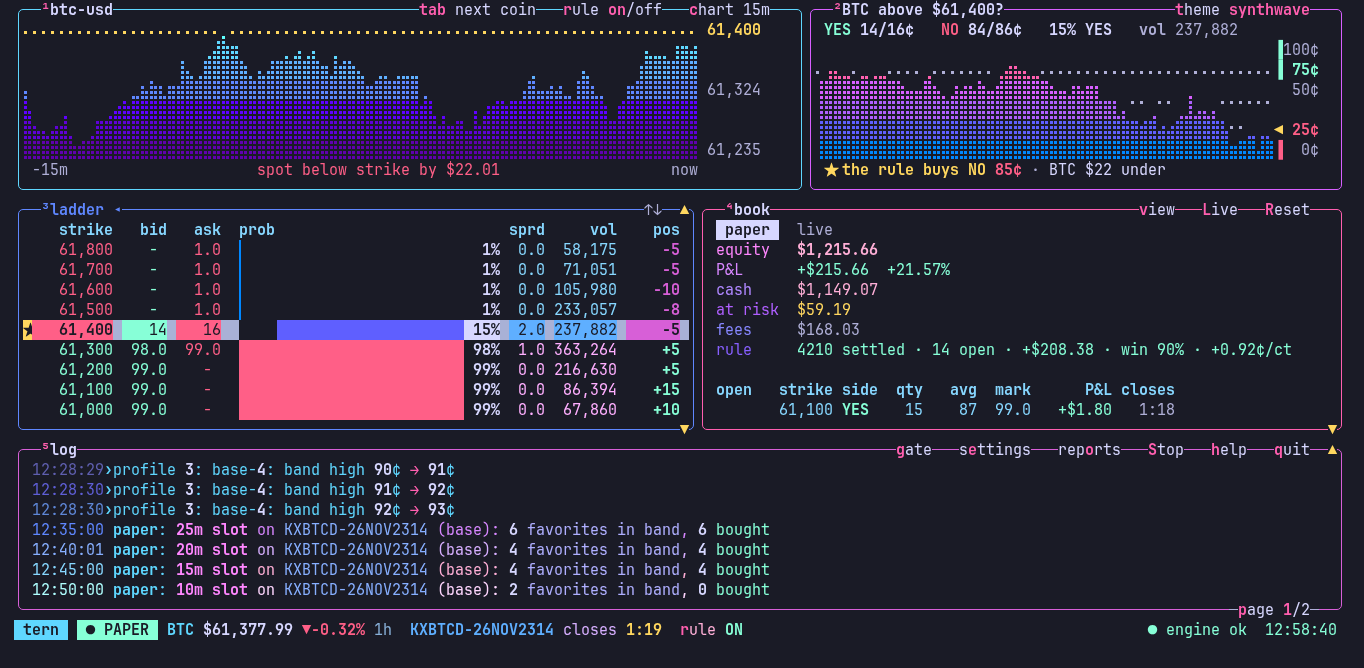 ¹btc-usd tab next coin rule on/off chart 15m
61,400
61,324
61,235
-15m spot below strike by $22.01 now
²BTC above $61,400? theme synthwave
YES 14/16¢ NO 84/86¢ 15% YES vol 237,882
100¢
75¢
50¢
25¢
0¢
★the rule buys NO 85¢ · BTC $22 under
³ladder ◂ ↑↓ ▲
strike bid ask prob sprd vol pos
61,800 - 1.0 1% 0.0 58,175 -5
61,700 - 1.0 1% 0.0 71,051 -5
61,600 - 1.0 1% 0.0 105,980 -10
61,500 - 1.0 1% 0.0 233,057 -8
★ 61,400 14 16 15% 2.0 237,882 -5
61,300 98.0 99.0 98% 1.0 363,264 +5
61,200 99.0 - 99% 0.0 216,630 +5
61,100 99.0 - 99% 0.0 86,394 +15
61,000 99.0 - 99% 0.0 67,860 +10
▼
⁴book view Live Reset
paper live
equity $1,215.66
P&L +$215.66 +21.57%
cash $1,149.07
at risk $59.19
fees $168.03
rule 4210 settled · 14 open · +$208.38 · win 90% · +0.92¢/ct
open strike side qty avg mark P&L closes
61,100 YES 15 87 99.0 +$1.80 1:18
▼
⁵log gate settings reports Stop help quit ▲
12:28:29›profile 3: base-4: band high 90¢ → 91¢
12:28:30›profile 3: base-4: band high 91¢ → 92¢
12:28:30›profile 3: base-4: band high 92¢ → 93¢
12:35:00 paper: 25m slot on KXBTCD-26NOV2314 (base): 6 favorites in band, 6 bought
12:40:01 paper: 20m slot on KXBTCD-26NOV2314 (base): 4 favorites in band, 4 bought
12:45:00 paper: 15m slot on KXBTCD-26NOV2314 (base): 4 favorites in band, 4 bought
12:50:00 paper: 10m slot on KXBTCD-26NOV2314 (base): 2 favorites in band, 0 bought
page 1/2
tern ● PAPER BTC $61,377.99 ▼-0.32% 1h KXBTCD-26NOV2314 closes 1:19 rule ON ● engine ok 12:58:40